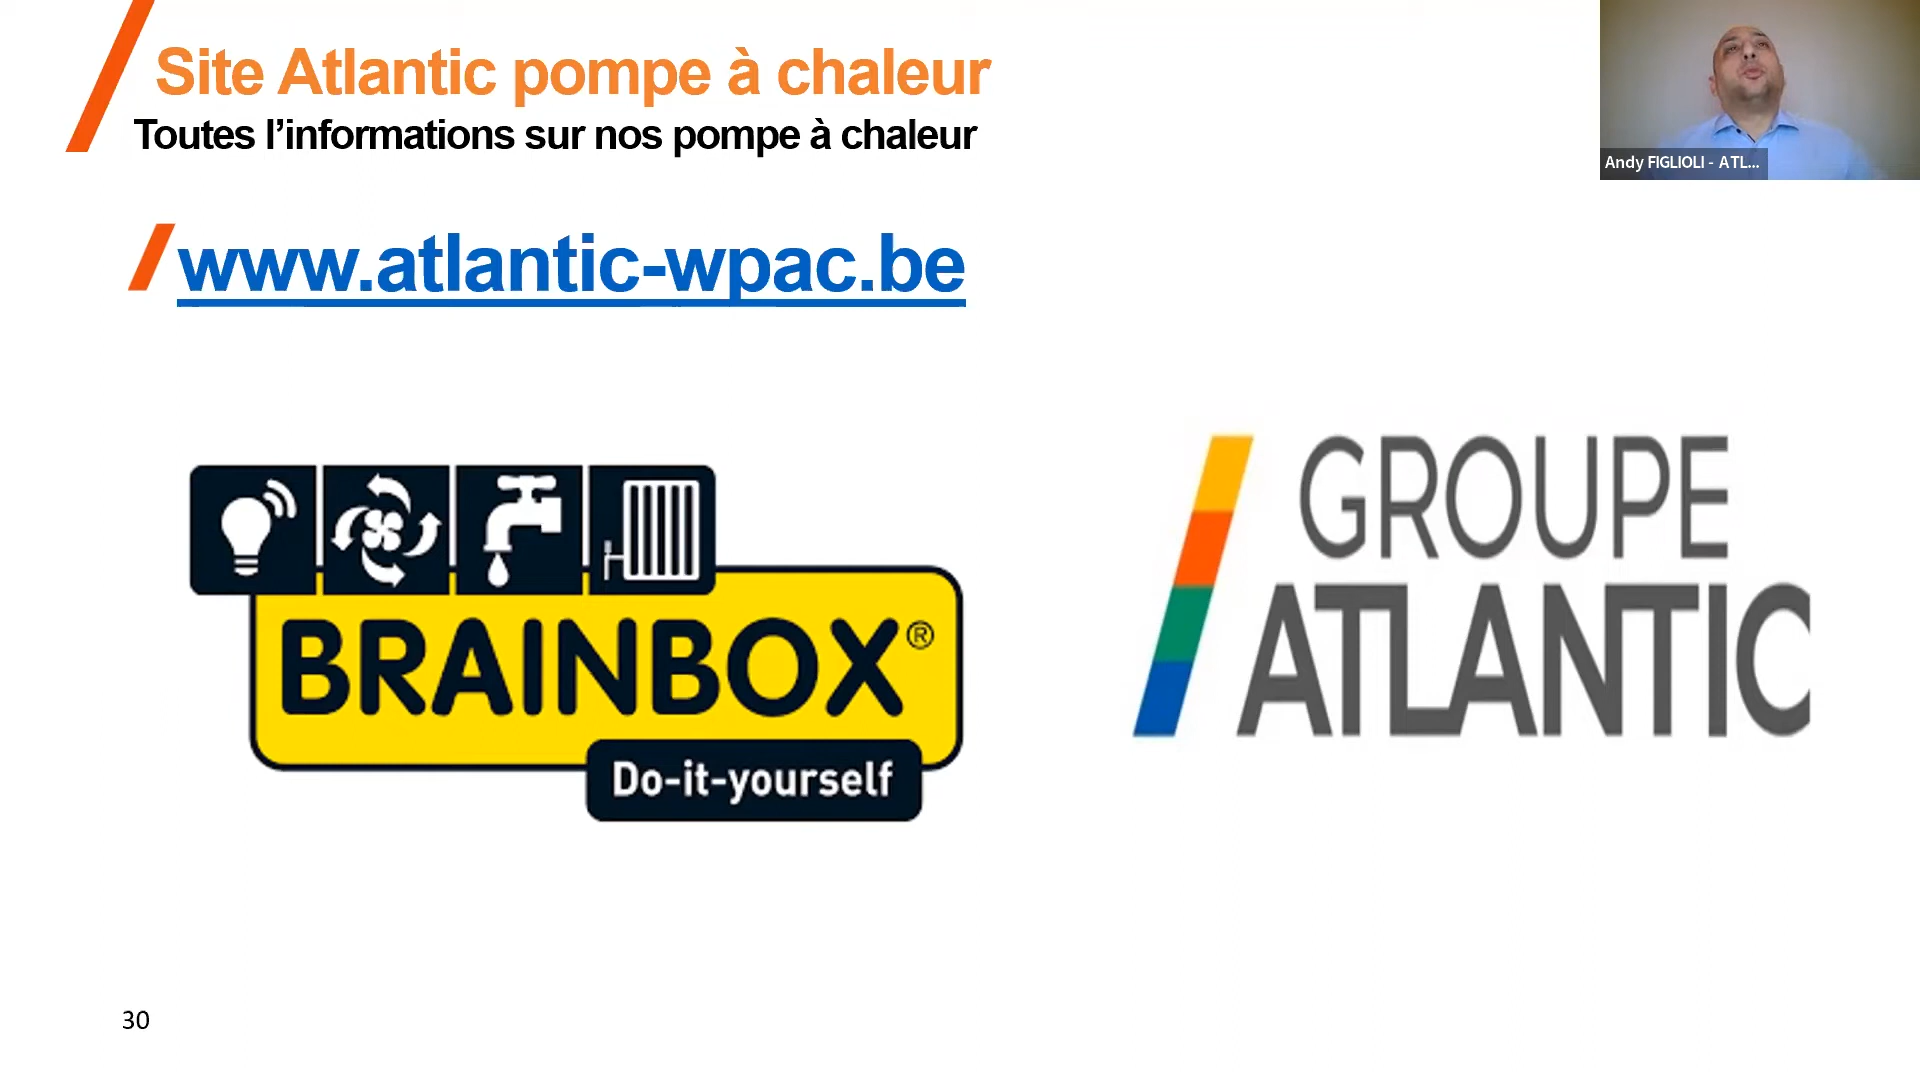 Site Atlantic pompe à chaleur
Toutes l’informations sur nos pompe à chaleur
Andy FIGLIOLI - ATL...
www.atlantic-wpac.be
BRAINBOX®
Do-it-yourself
GROUPE
ATLANTIC
30